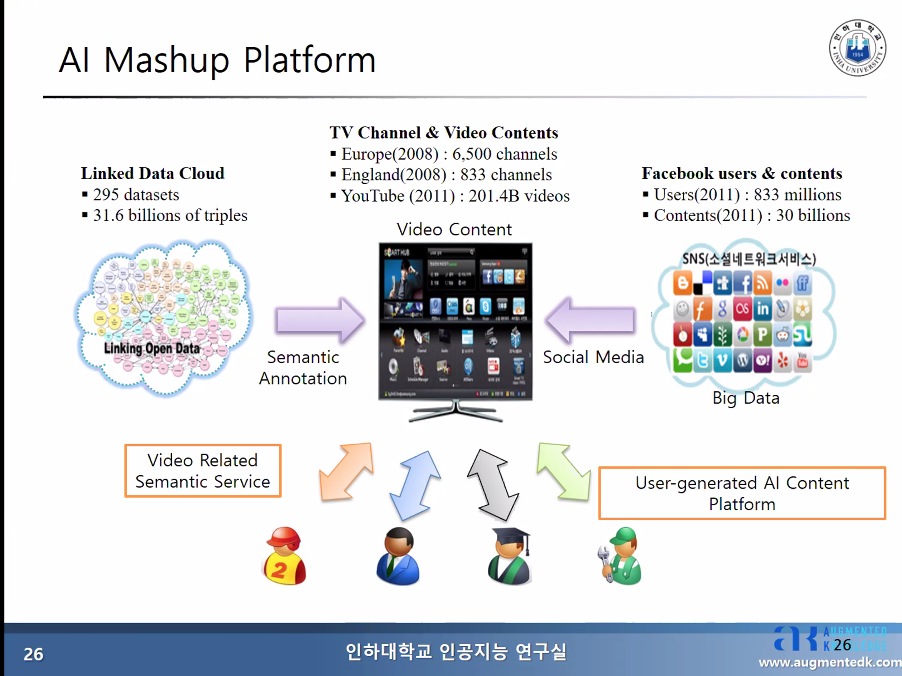 AI Mashup Platform
TV Channel & Video Contents
▪ Europe(2008) : 6,500 channels
▪ England(2008) : 833 channels
▪ YouTube (2011) : 201.4B videos
Linked Data Cloud
▪ 295 datasets
▪ 31.6 billions of triples
Facebook users & contents
▪ Users(2011) : 833 millions
▪ Contents(2011) : 30 billions
Video Content
SMART HUB
SNS(소셜네트워크서비스)
Linking Open Data
Semantic
Annotation
Social Media
Big Data
Video Related
Semantic Service
User-generated AI Content
Platform
2
26
인하대학교 인공지능 연구실
AUGMENTED
26
www.augmentedk.com
인하대학교
1954
INHA UNIVERSITY